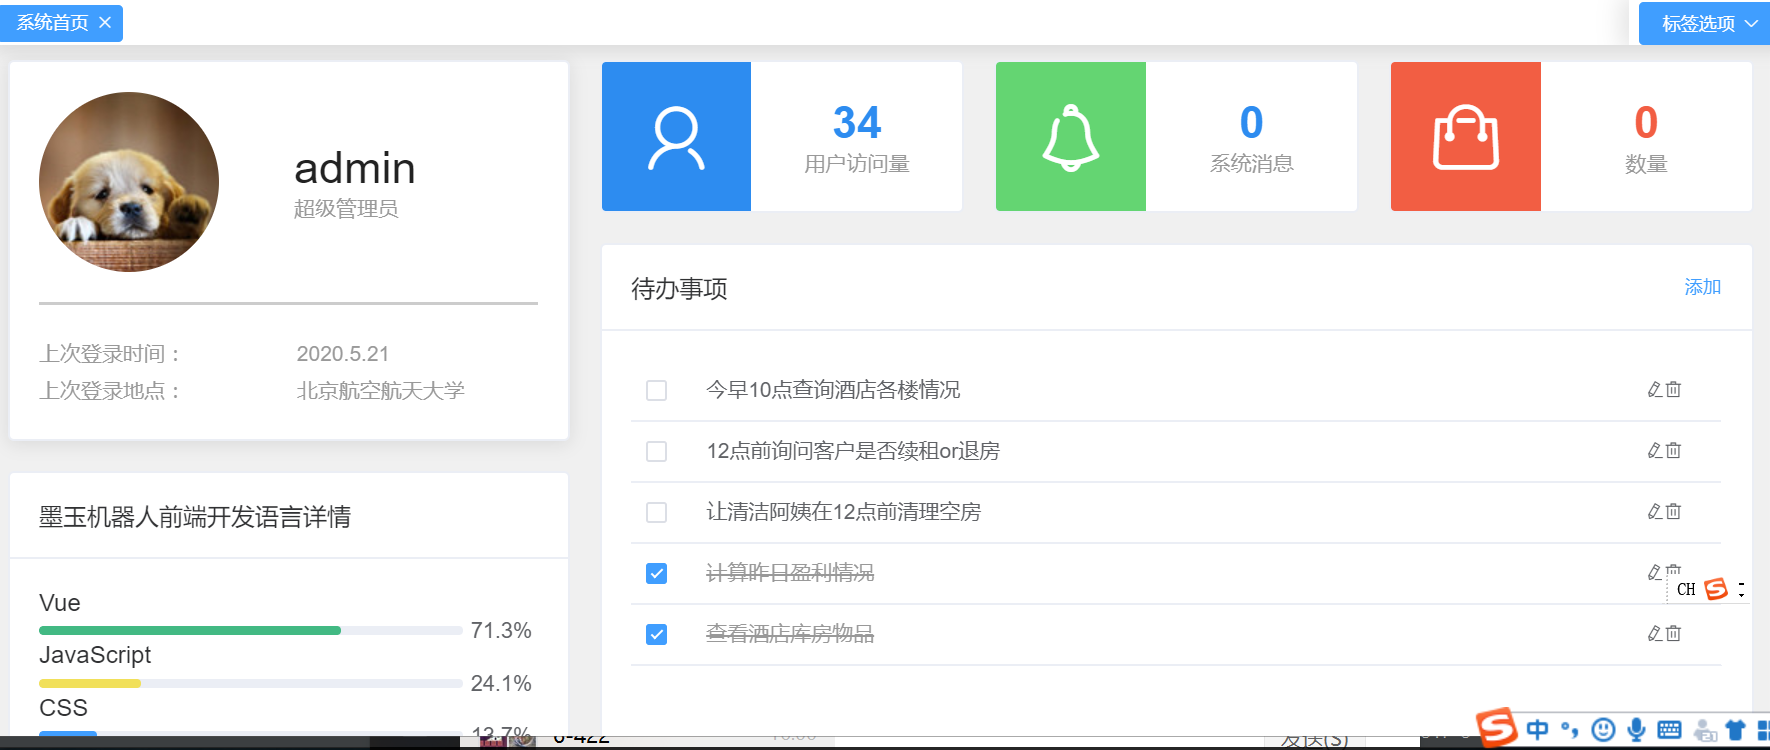 系统首页
标签选项
admin
超级管理员
上次登录时间： 2020.5.21
上次登录地点： 北京航空航天大学
34
用户访问量
0
系统消息
0
数量
待办事项 添加
今早10点查询酒店各楼情况
12点前询问客户是否续租or退房
让清洁阿姨在12点前清理空房
计算昨日盈利情况
查看酒店库房物品
墨玉机器人前端开发语言详情
Vue
71.3%
JavaScript
24.1%
CSS
13.7%
CH S
6-422
发送(S)
S 中